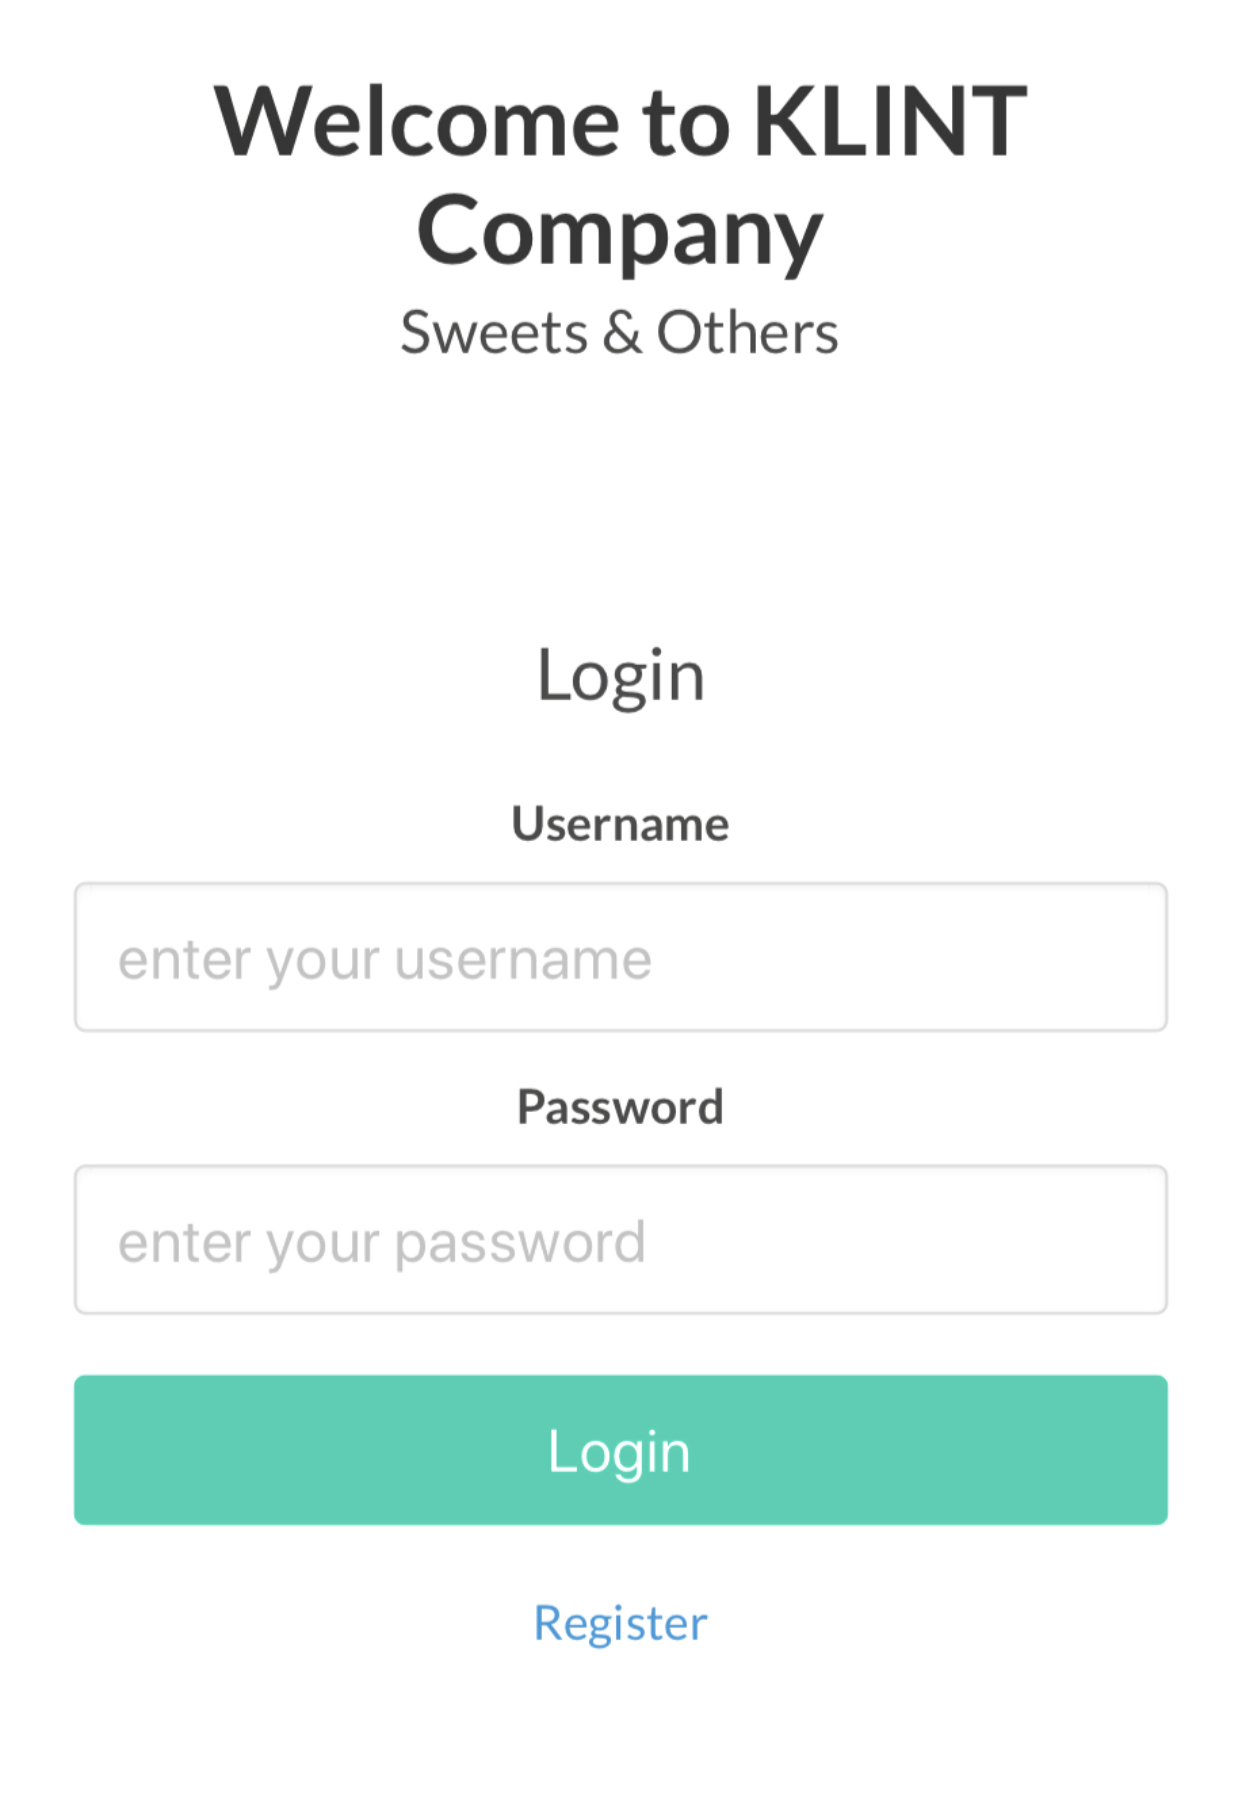 Welcome to KLINT
Company
Sweets & Others
Login
Username
enter your username
Password
enter your password
Login
Register